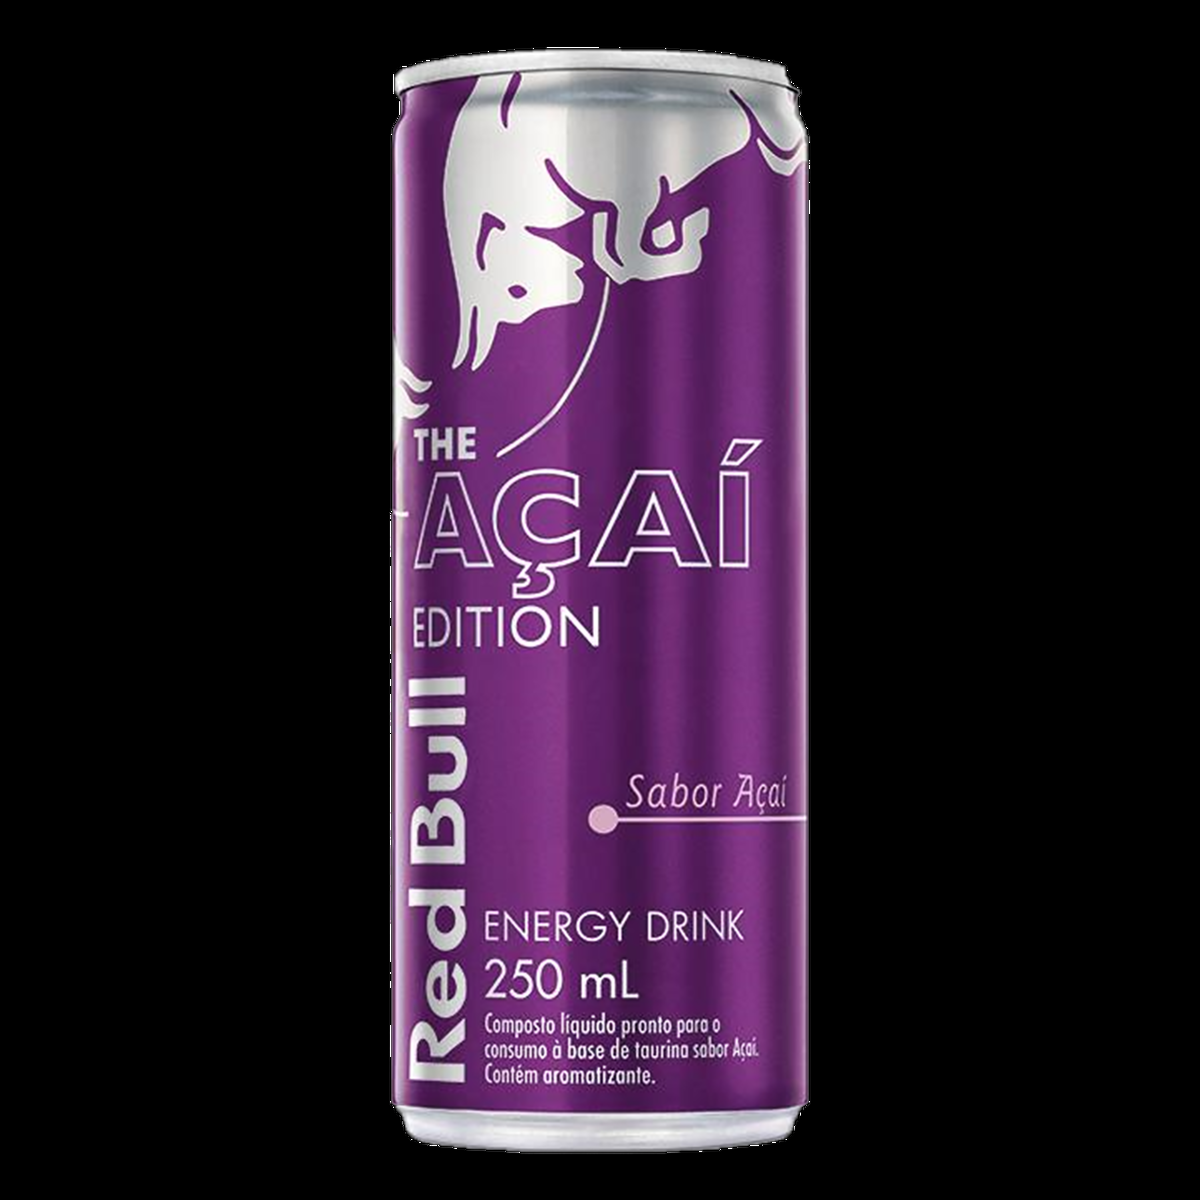 THE
AÇAÍ
EDITION
Red Bull
Sabor Açaí
ENERGY DRINK
250 mL
Composto líquido pronto para o
consumo à base de taurina sabor Açaí.
Contém aromatizante.